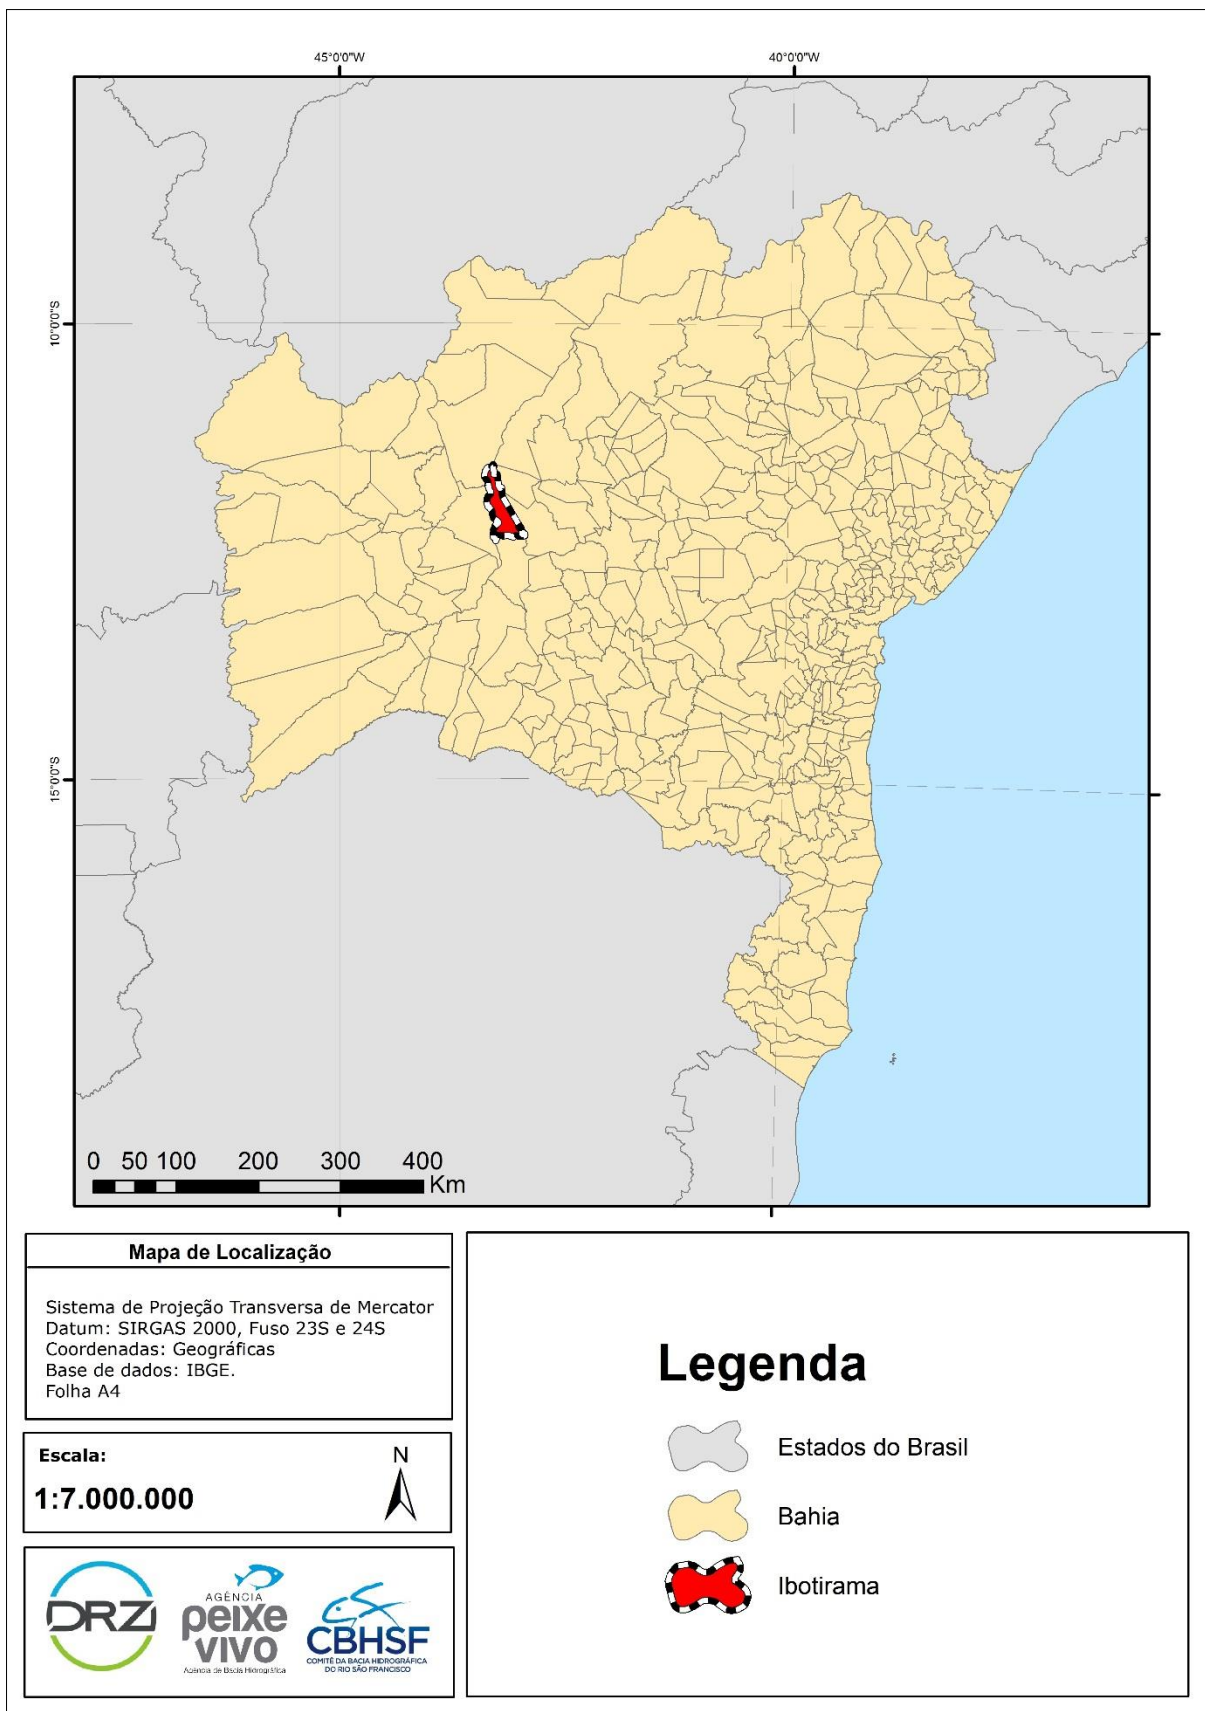 45°0'0"W
40°0'0"W
10°0'0"S
15°0'0"S
0 50 100 200 300 400
Km
Mapa de Localização
Sistema de Projeção Transversa de Mercator
Datum: SIRGAS 2000, Fuso 23S e 24S
Coordenadas: Geográficas
Base de dados: IBGE.
Folha A4
Escala:
N
1:7.000.000
DRZ
AGÊNCIA
peixe
VIVO
Agência de Bacia Hidrográfica
CBHSF
COMITÊ DA BACIA HIDROGRÁFICA
DO RIO SÃO FRANCISCO
Legenda
Estados do Brasil
Bahia
Ibotirama